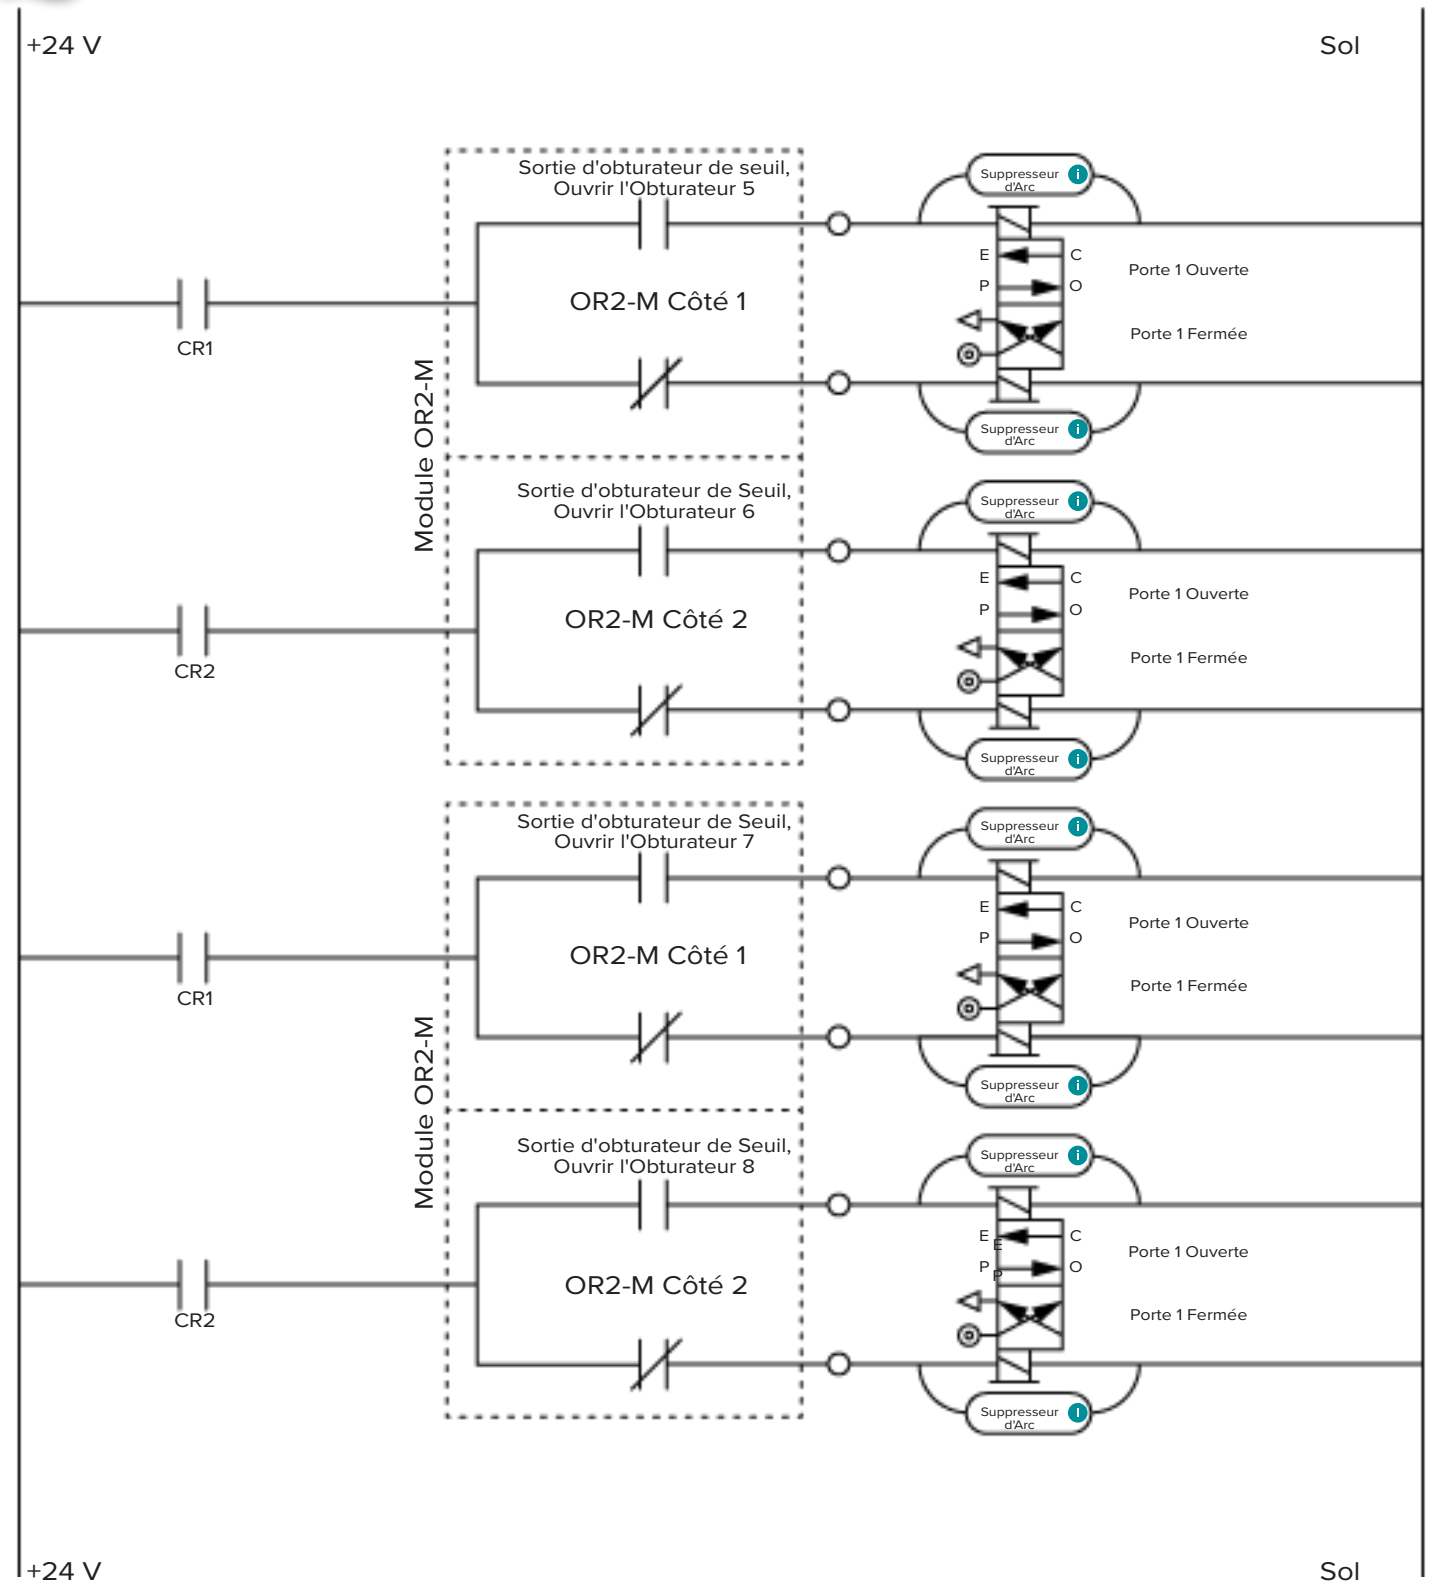 +24 V
Sol
Sortie d'obturateur de seuil,
Ouvrir l'Obturateur 5
Suppresseur i
d'Arc
E C
Porte 1 Ouverte
P O
OR2-M Côté 1
Porte 1 Fermée
CR1
Suppresseur i
d'Arc
Module OR2-M
Sortie d'obturateur de Seuil,
Ouvrir l'Obturateur 6
Suppresseur i
d'Arc
E C
Porte 1 Ouverte
P O
OR2-M Côté 2
Porte 1 Fermée
CR2
Suppresseur i
d'Arc
Sortie d'obturateur de Seuil,
Ouvrir l'Obturateur 7
Suppresseur i
d'Arc
E C
Porte 1 Ouverte
P O
OR2-M Côté 1
Porte 1 Fermée
CR1
Suppresseur i
d'Arc
Module OR2-M
Sortie d'obturateur de Seuil,
Ouvrir l'Obturateur 8
Suppresseur i
d'Arc
E C
E
Porte 1 Ouverte
P O
P
OR2-M Côté 2
Porte 1 Fermée
CR2
Suppresseur I
d'Arc
+24 V
Sol